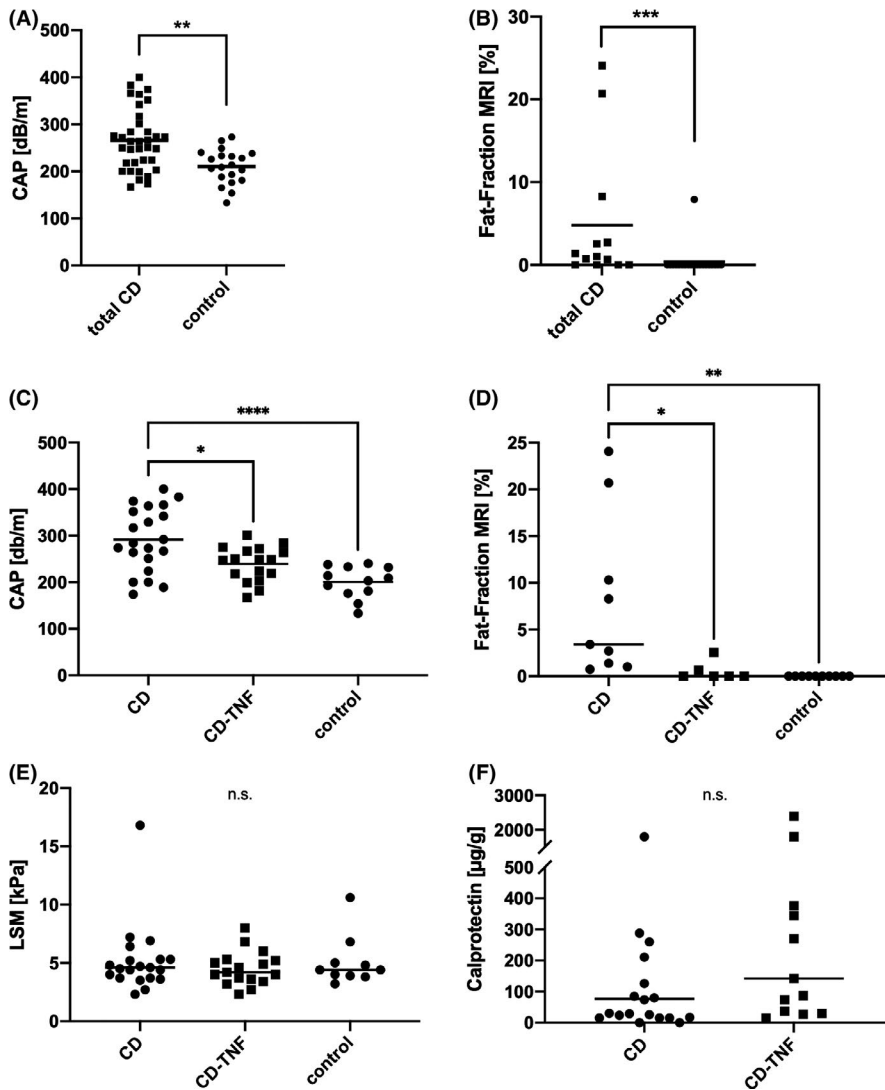 (A)
**
500
400
300
200
100
0
CAP [dB/m]
total CD
control
(B)
***
30
20
10
0
Fat-Fraction MRI [%]
total CD
control
(C)
****
*
500
400
300
200
100
0
CAP [db/m]
CD
CD-TNF
control
(D)
**
*
25
20
15
10
5
0
Fat-Fraction MRI [%]
CD
CD-TNF
control
(E)
n.s.
20
15
10
5
0
LSM [kPa]
CD
CD-TNF
control
(F)
n.s.
3000
2000
500
400
300
200
100
0
Calprotectin [µg/g]
CD
CD-TNF